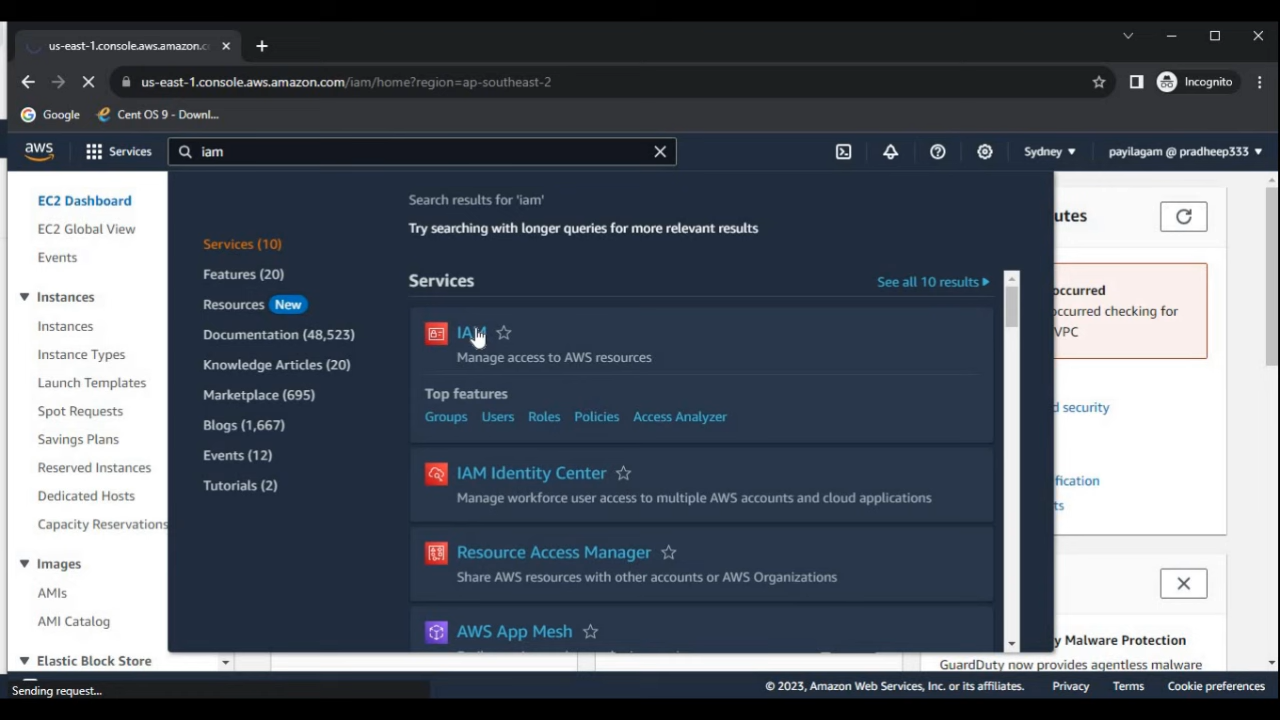 us-east-1.console.aws.amazon.c
us-east-1.console.aws.amazon.com/iam/home?region=ap-southeast-2
Incognito
Google
Cent OS 9 - Downl...
aws
Services
iam
Sydney
payilagam @ pradheep333
EC2 Dashboard
EC2 Global View
Events
Instances
Instances
Instance Types
Launch Templates
Spot Requests
Savings Plans
Reserved Instances
Dedicated Hosts
Capacity Reservations
Images
AMIs
AMI Catalog
Elastic Block Store
Services (10)
Features (20)
Resources New
Documentation (48,523)
Knowledge Articles (20)
Marketplace (695)
Blogs (1,667)
Events (12)
Tutorials (2)
Search results for 'iam'
Try searching with longer queries for more relevant results
Services
See all 10 results
IAM
Manage access to AWS resources
Top features
Groups Users Roles Policies Access Analyzer
IAM Identity Center
Manage workforce user access to multiple AWS accounts and cloud applications
Resource Access Manager
Share AWS resources with other accounts or AWS Organizations
AWS App Mesh
utes
occurred
occurred checking for
VPC
d security
fication
ts
y Malware Protection
GuardDuty now provides agentless malware
Sending request...
© 2023, Amazon Web Services, Inc. or its affiliates.
Privacy
Terms
Cookie preferences